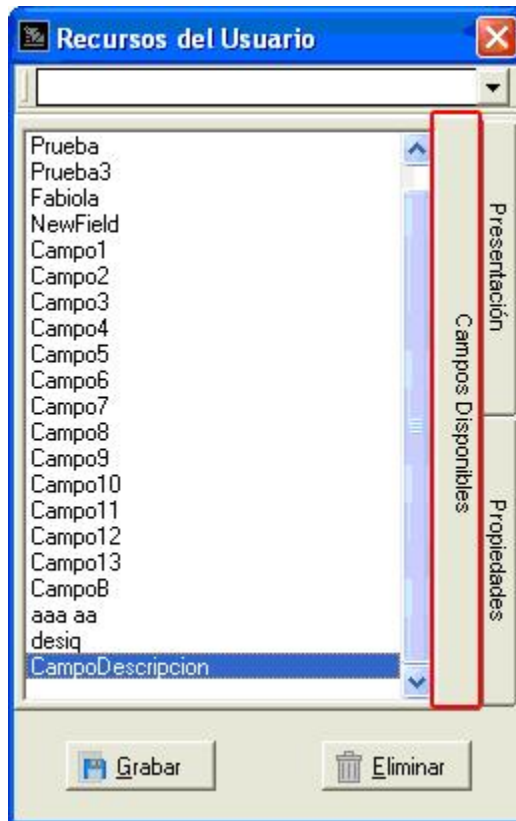 Recursos del Usuario
Prueba
Prueba3
Fabiola
NewField
Campo1
Campo2
Campo3
Campo4
Campo5
Campo6
Campo7
Campo8
Campo9
Campo10
Campo11
Campo12
Campo13
CampoB
aaa aa
desiq
CampoDescripcion
Campos Disponibles
Presentación
Propiedades
Grabar
Eliminar